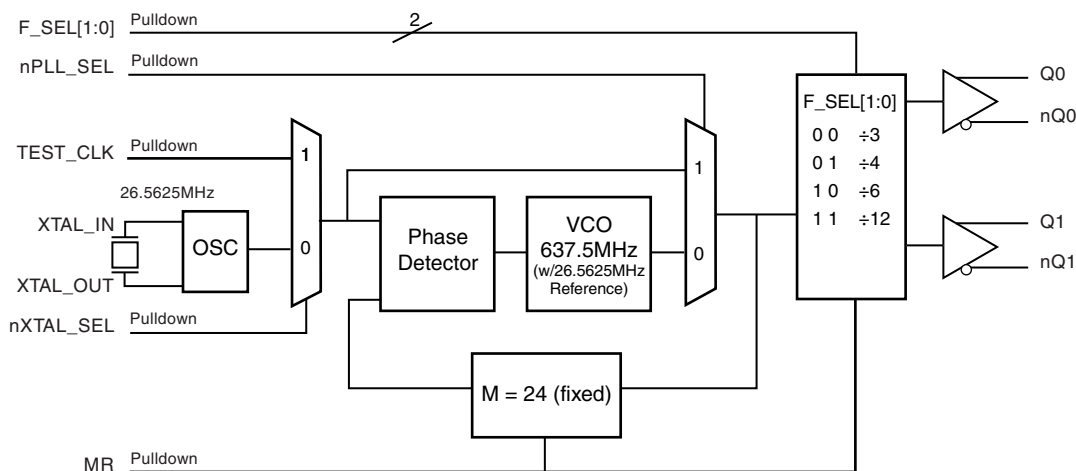 F_SEL[1:0] Pulldown 2
nPLL_SEL Pulldown
TEST_CLK Pulldown
26.5625MHz
XTAL_IN
XTAL_OUT
OSC
nXTAL_SEL Pulldown
1
0
Phase
Detector
VCO
637.5MHz
(w/26.5625MHz
Reference)
1
0
M = 24 (fixed)
MR Pulldown
F_SEL[1:0]
0 0 ÷3
0 1 ÷4
1 0 ÷6
1 1 ÷12
Q0
nQ0
Q1
nQ1